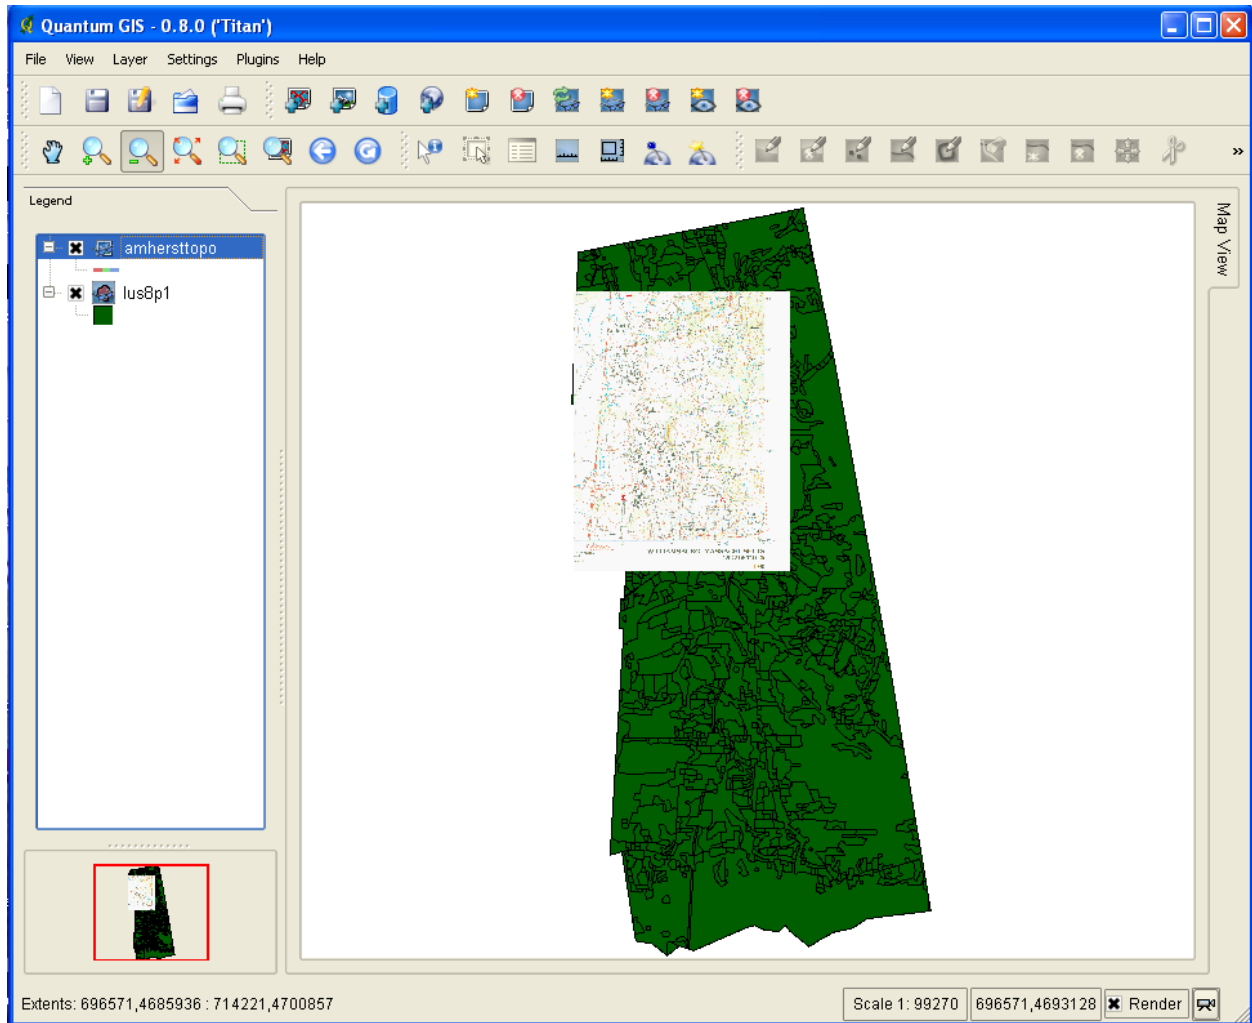 Quantum GIS - 0.8.0 ('Titan')
File View Layer Settings Plugins Help
»
Legend
amhersttopo
lus8p1
Map View
Extents: 696571,4685936 : 714221,4700857
Scale 1: 99270
696571,4693128
Render